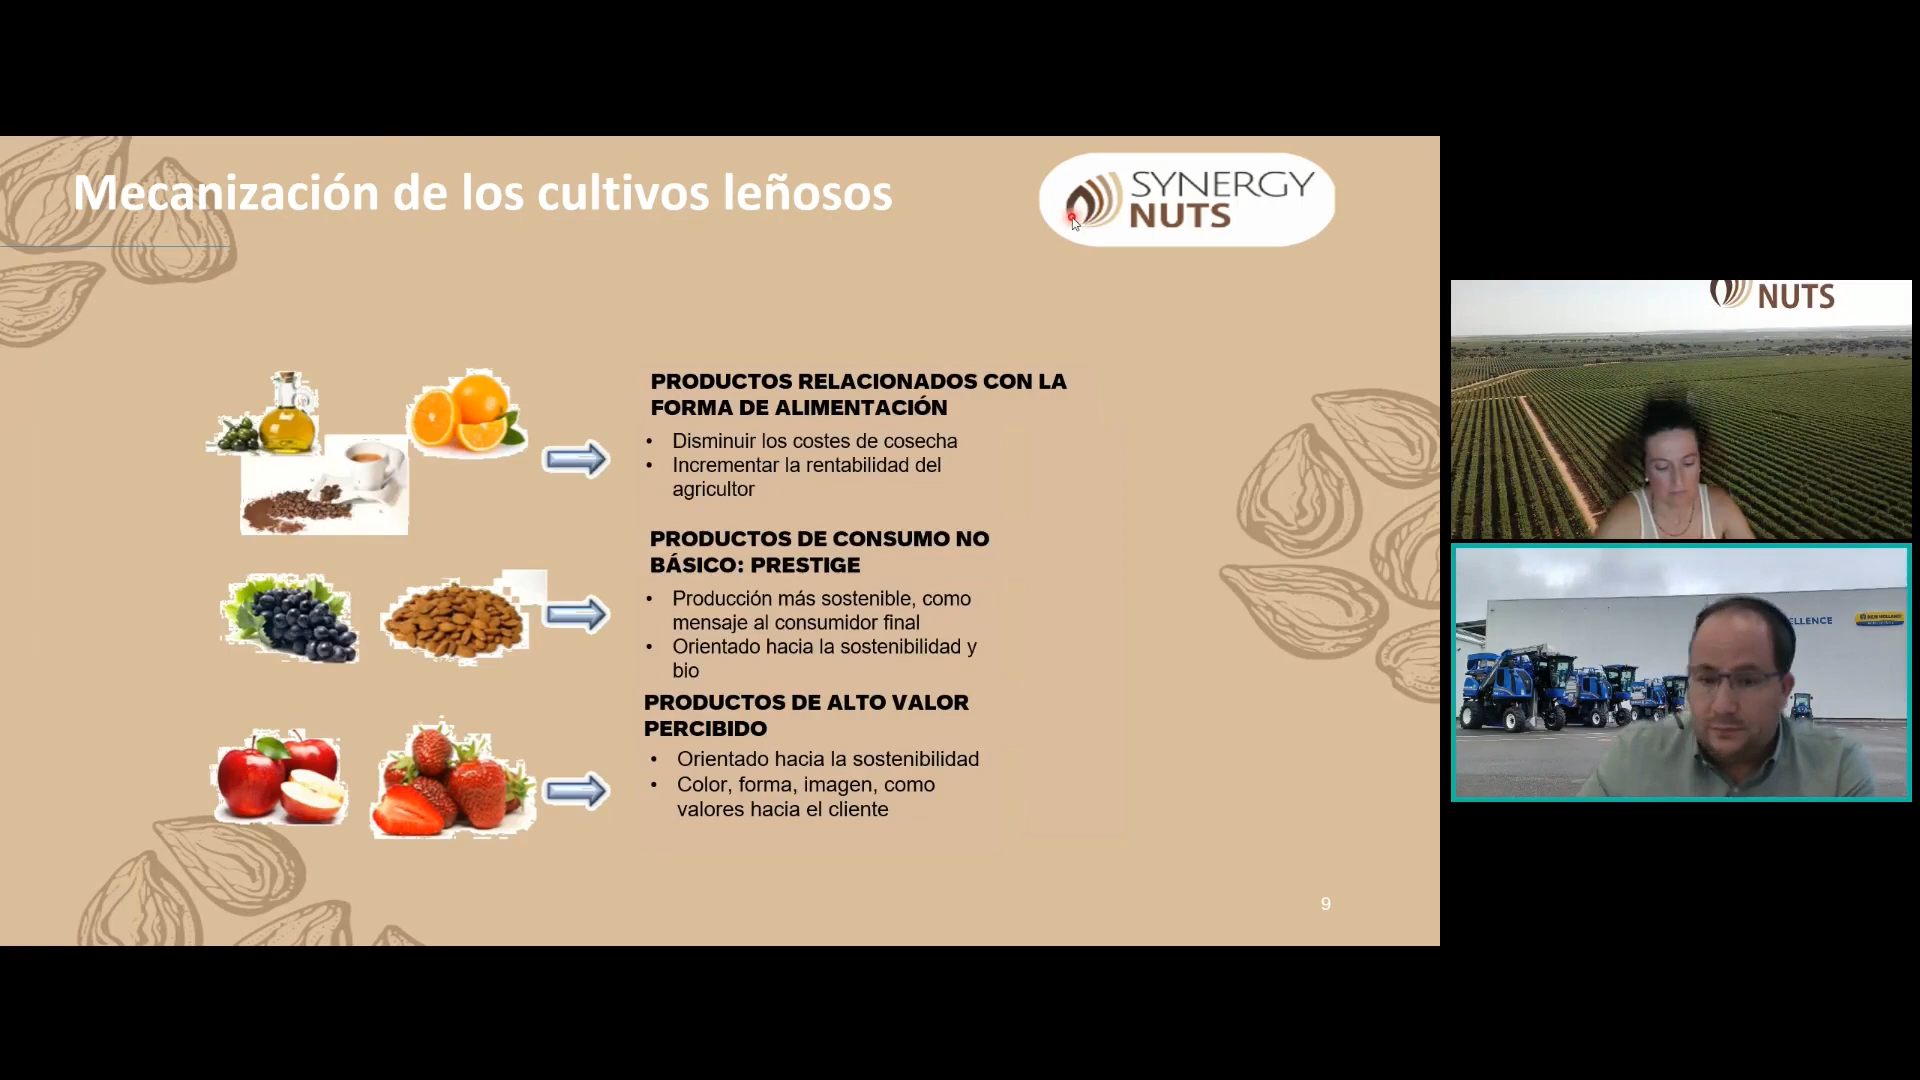 Mecanización de los cultivos leñosos
SYNERGY
NUTS
PRODUCTOS RELACIONADOS CON LA
FORMA DE ALIMENTACIÓN
• Disminuir los costes de cosecha
• Incrementar la rentabilidad del
agricultor
PRODUCTOS DE CONSUMO NO
BÁSICO: PRESTIGE
• Producción más sostenible, como
mensaje al consumidor final
• Orientado hacia la sostenibilidad y
bio
PRODUCTOS DE ALTO VALOR
PERCIBIDO
• Orientado hacia la sostenibilidad
• Color, forma, imagen, como
valores hacia el cliente
9
NUTS
ELLENCE
NEW HOLLAND